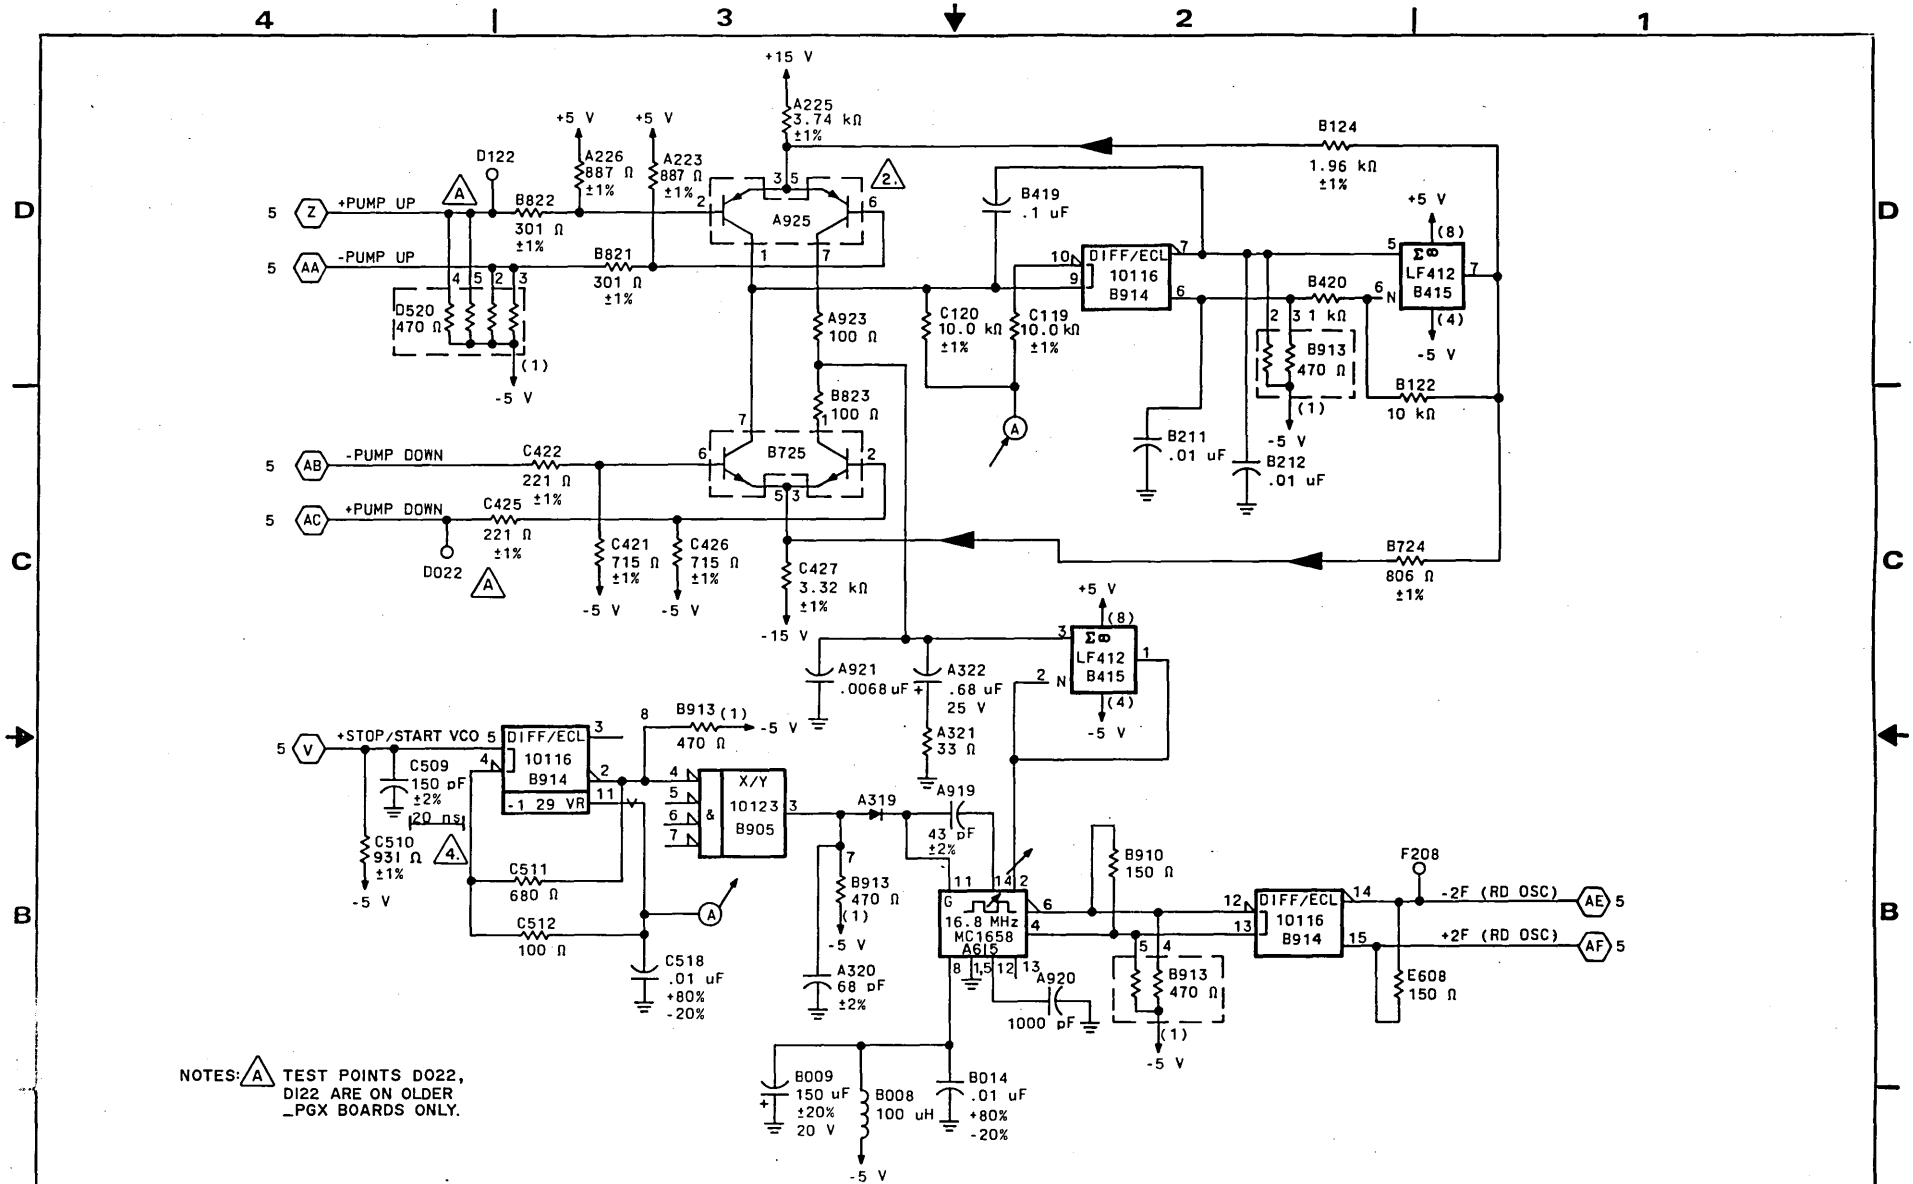 4 3 2 1
+15 V
A225
3.74 kΩ
±1%
+5 V +5 V
B124
1.96 kΩ
±1%
D122
A226
887 Ω
±1%
A223
887 Ω
±1%
A
2.
3 5
B419
.1 uF
+5 V
(8)
D
5 Z +PUMP UP
B822
301 Ω
±1%
2 A925 6
1 7
D
5 AA -PUMP UP
B821
301 Ω
±1%
4 5 2 3
D520
470 Ω
(1)
-5 V
10 DIFF/ECL 7
9 10116
B914 6
5 Σ ∞
LF412 7
6 N B415
(4)
-5 V
B420
1 kΩ
C120
10.0 kΩ
±1%
C119
10.0 kΩ
±1%
A923
100 Ω
2 3
B913
470 Ω
(1)
-5 V
B122
10 kΩ
B823
100 Ω
A
B211
.01 uF
B212
.01 uF
7 1
5 AB -PUMP DOWN
C422
221 Ω
±1%
6 B725 2
5 3
5 AC +PUMP DOWN
C425
221 Ω
±1%
D022
A
C
C421
715 Ω
±1%
-5 V
C426
715 Ω
±1%
-5 V
C427
3.32 kΩ
±1%
-15 V
B724
806 Ω
±1%
C
+5 V
(8)
3 Σ ∞
LF412 1
2 N B415
(4)
-5 V
A921
.0068 uF
A322
+ .68 uF
25 V
A321
33 Ω
8 B913 (1) -5 V
470 Ω
5 V +STOP/START VCO
5 DIFF/ECL 3
4 10116
B914 2
-1 29 VR 11
C509
150 pF
±2%
20 ns
C510
931 Ω
±1%
-5 V
4.
C511
680 Ω
C512
100 Ω
4 X/Y
5 10123 3
6 & B905
7
A319
A919
43 pF
±2%
7
B913
470 Ω
(1)
-5 V
A
C518
.01 uF
+80%
-20%
A320
68 pF
±2%
11 14 2
G 6
16.8 MHz
MC1658 4
A615
8 1,5 12 13
A920
1000 pF
B910
150 Ω
5 4
B913
470 Ω
(1)
-5 V
12 DIFF/ECL 14
10116
13 B914 15
F208
-2F (RD OSC) AE 5
+2F (RD OSC) AF 5
E608
150 Ω
B
B
B009
150 uF
+ ±20%
20 V
B008
100 uH
-5 V
B014
.01 uF
+80%
-20%
NOTES: A TEST POINTS D022,
D122 ARE ON OLDER
_PGX BOARDS ONLY.